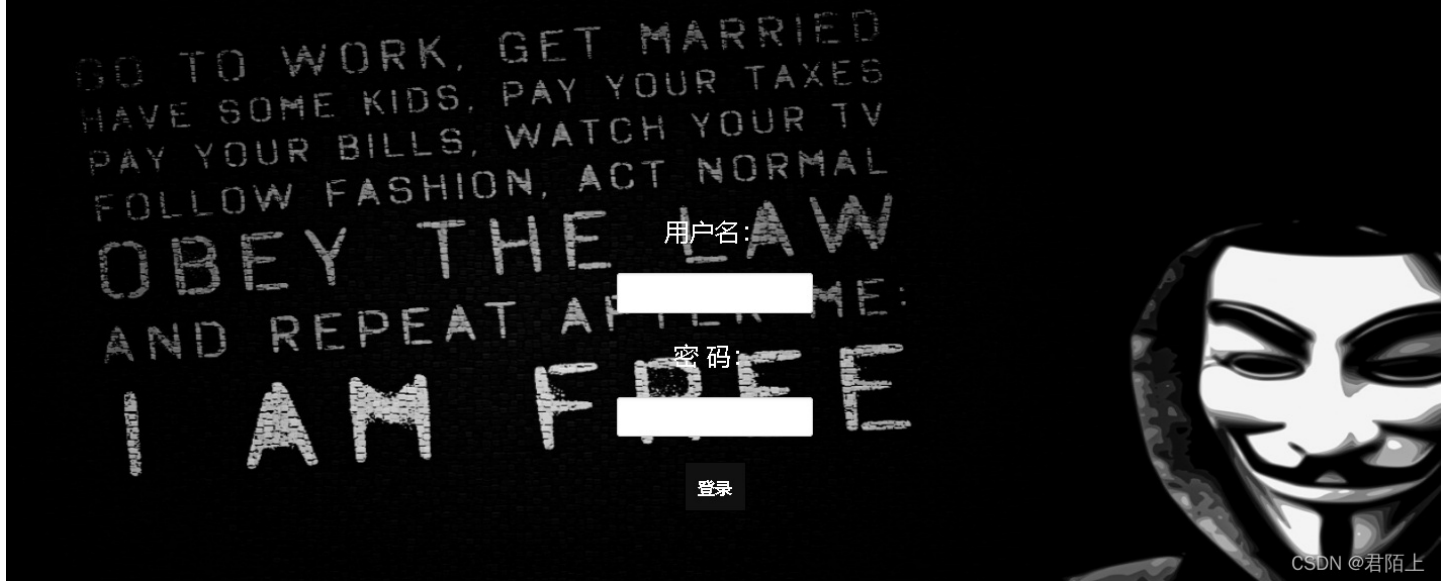 GO TO WORK, GET MARRIED
HAVE SOME KIDS, PAY YOUR TAXES
PAY YOUR BILLS, WATCH YOUR TV
FOLLOW FASHION, ACT NORMAL
OBEY THE LAW
AND REPEAT AFTER ME:
I AM FREE
用户名:
密 码:
登录
CSDN @君陌上